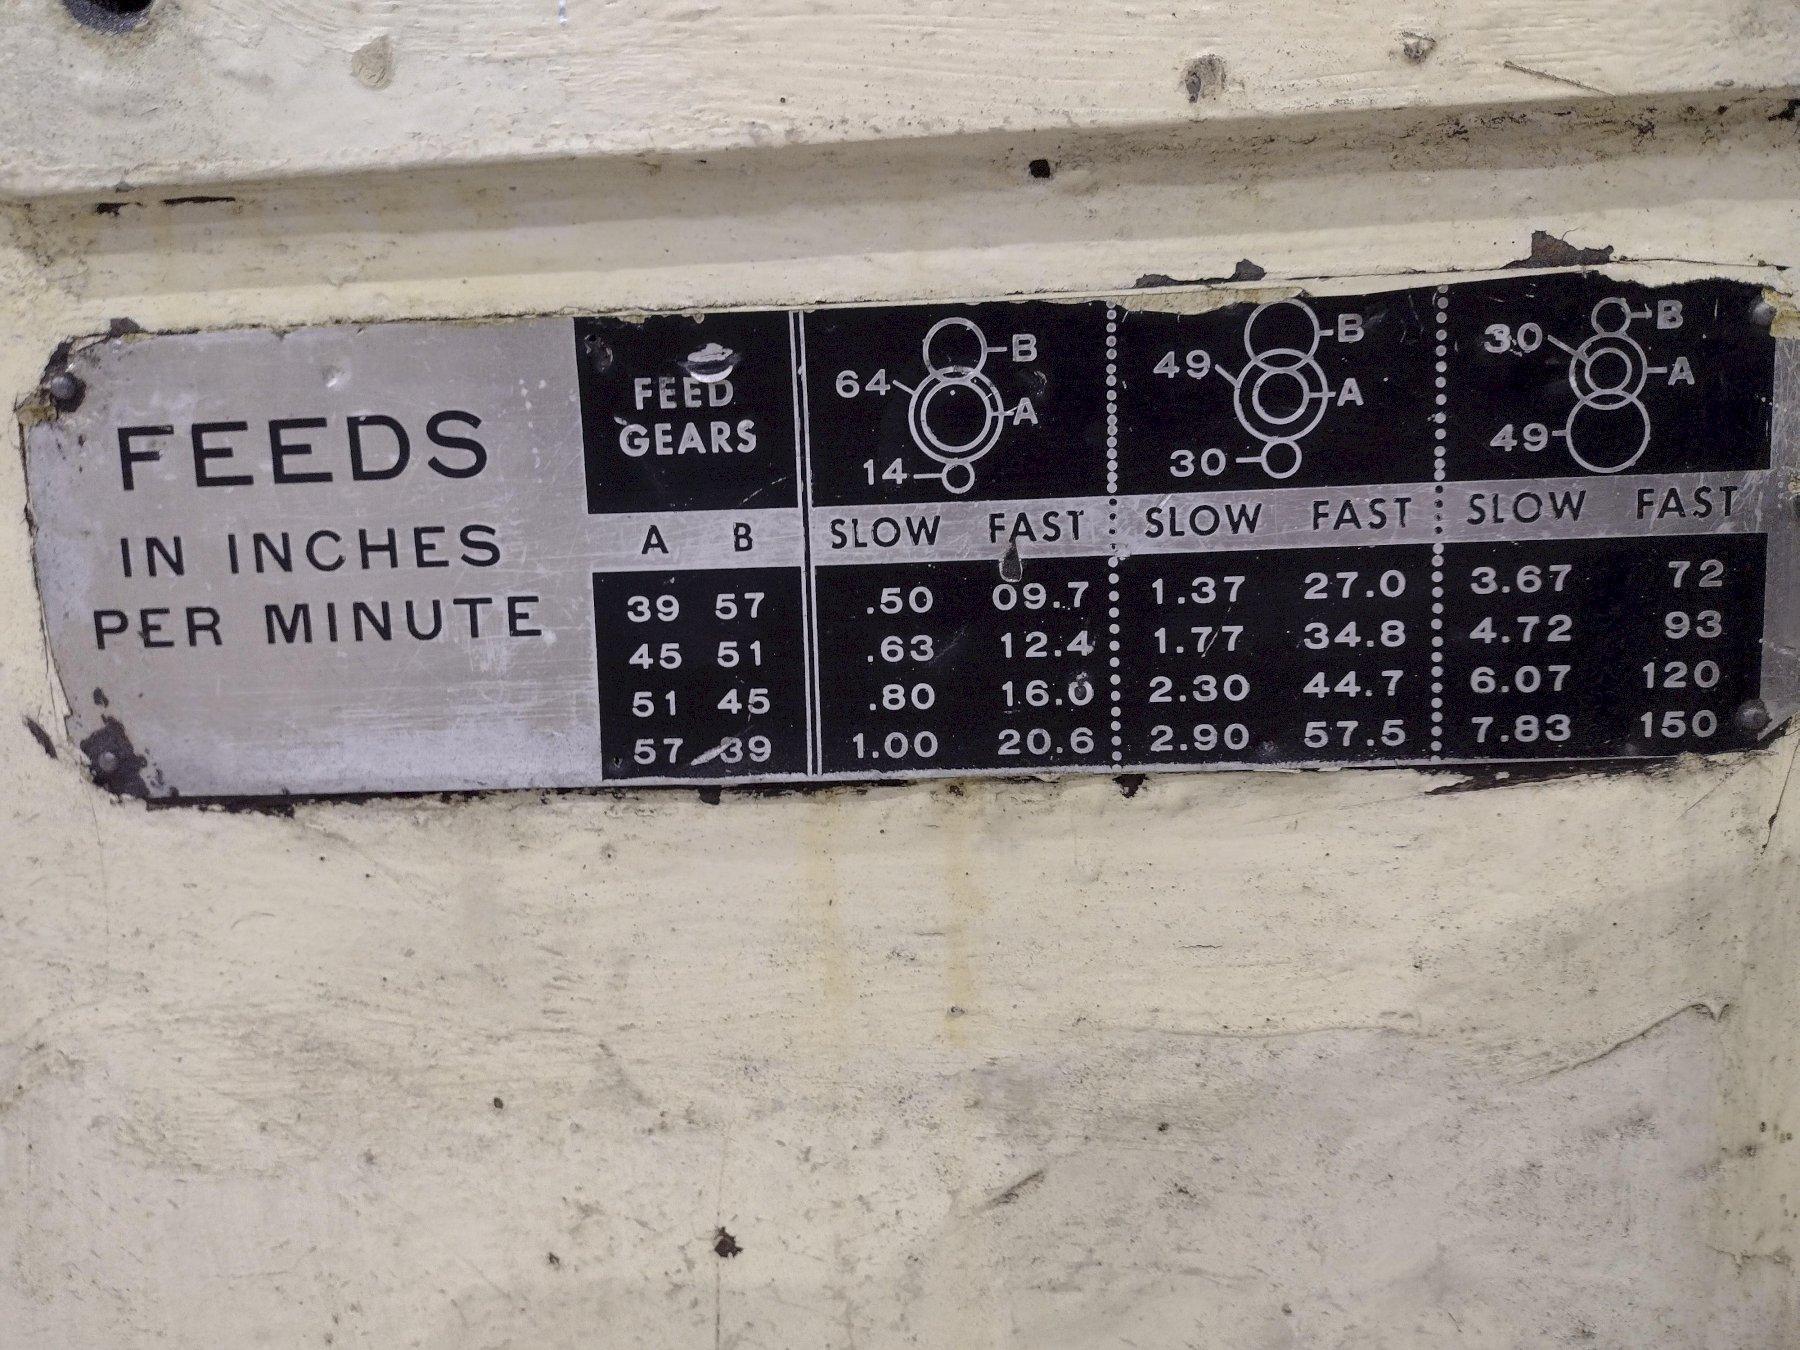 FEEDS
IN INCHES
PER MINUTE
FEED
GEARS
64 B
A
14
49 B
A
30
30 B
A
49
A B SLOW FAST SLOW FAST SLOW FAST
39 57 .50 09.7 1.37 27.0 3.67 72
45 51 .63 12.4 1.77 34.8 4.72 93
51 45 .80 16.0 2.30 44.7 6.07 120
57 39 1.00 20.6 2.90 57.5 7.83 150